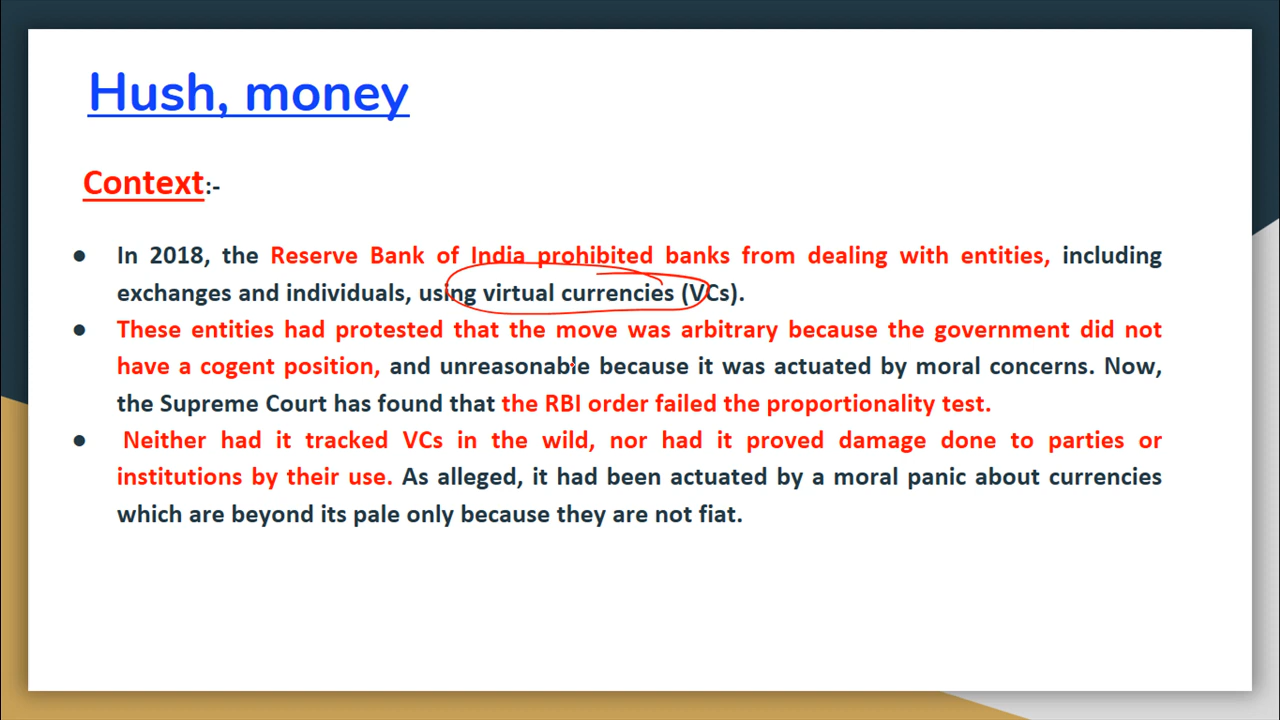 Hush, money
Context:-
● In 2018, the Reserve Bank of India prohibited banks from dealing with entities, including
exchanges and individuals, using virtual currencies (VCs).
● These entities had protested that the move was arbitrary because the government did not
have a cogent position, and unreasonable because it was actuated by moral concerns. Now,
the Supreme Court has found that the RBI order failed the proportionality test.
● Neither had it tracked VCs in the wild, nor had it proved damage done to parties or
institutions by their use. As alleged, it had been actuated by a moral panic about currencies
which are beyond its pale only because they are not fiat.